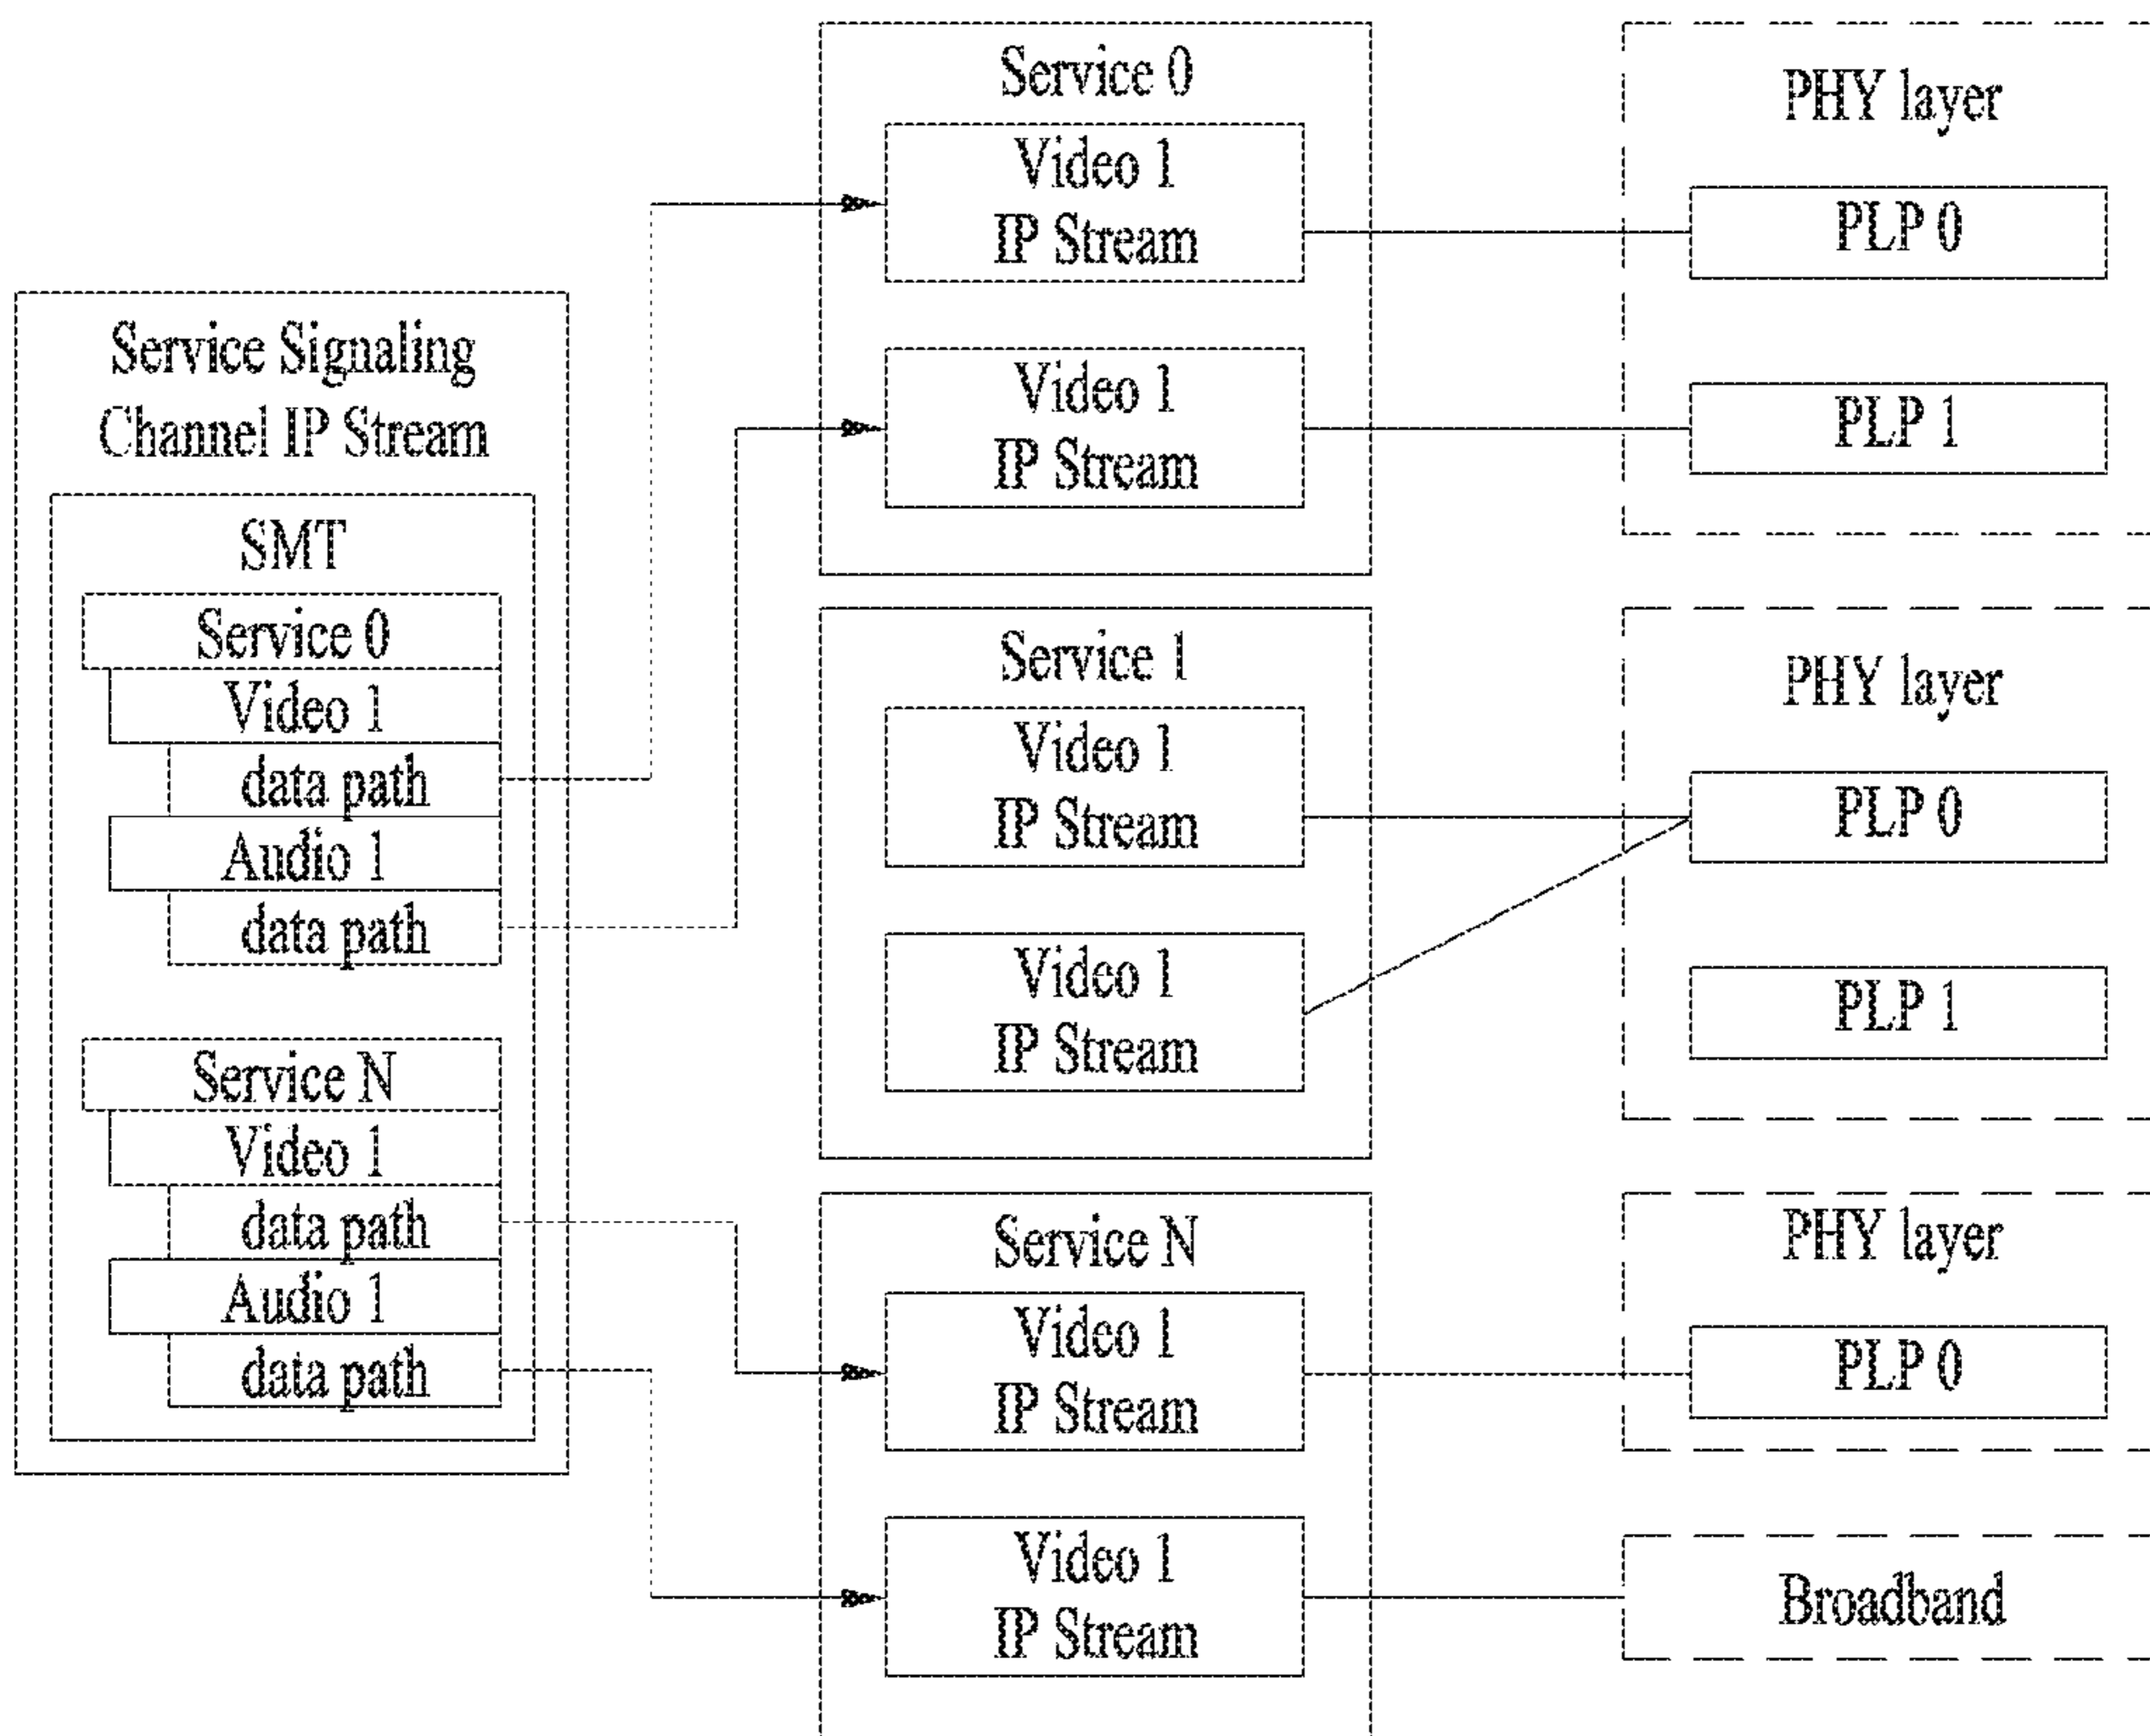 Service Signaling
Channel IP Stream
SMT
Service 0
Video 1
data path
Audio 1
data path
Service N
Video 1
data path
Audio 1
data path
Service 0
Video 1
IP Stream
Video 1
IP Stream
Service 1
Video 1
IP Stream
Video 1
IP Stream
Service N
Video 1
IP Stream
Video 1
IP Stream
PHY layer
PLP 0
PLP 1
PHY layer
PLP 0
PLP 1
PHY layer
PLP 0
Broadband